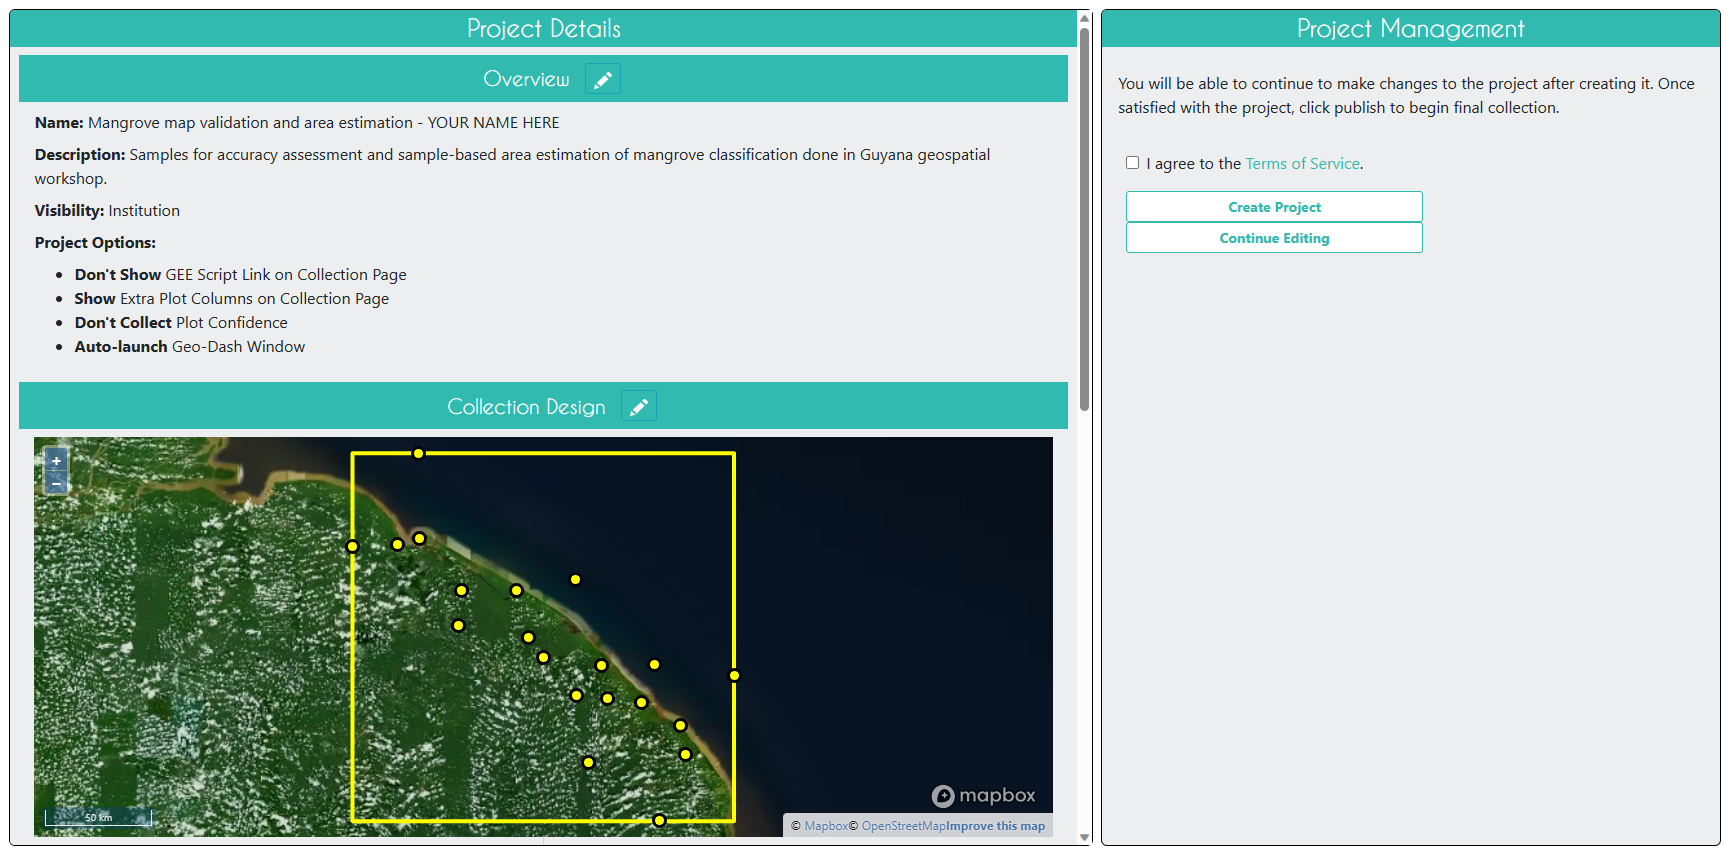 Project Details
Overview
Name: Mangrove map validation and area estimation - YOUR NAME HERE
Description: Samples for accuracy assessment and sample-based area estimation of mangrove classification done in Guyana geospatial
workshop.
Visibility: Institution
Project Options:
• Don't Show GEE Script Link on Collection Page
• Show Extra Plot Columns on Collection Page
• Don't Collect Plot Confidence
• Auto-launch Geo-Dash Window
Collection Design
+
−
50 km
mapbox
© Mapbox© OpenStreetMapImprove this map
Project Management
You will be able to continue to make changes to the project after creating it. Once
satisfied with the project, click publish to begin final collection.
I agree to the Terms of Service.
Create Project
Continue Editing